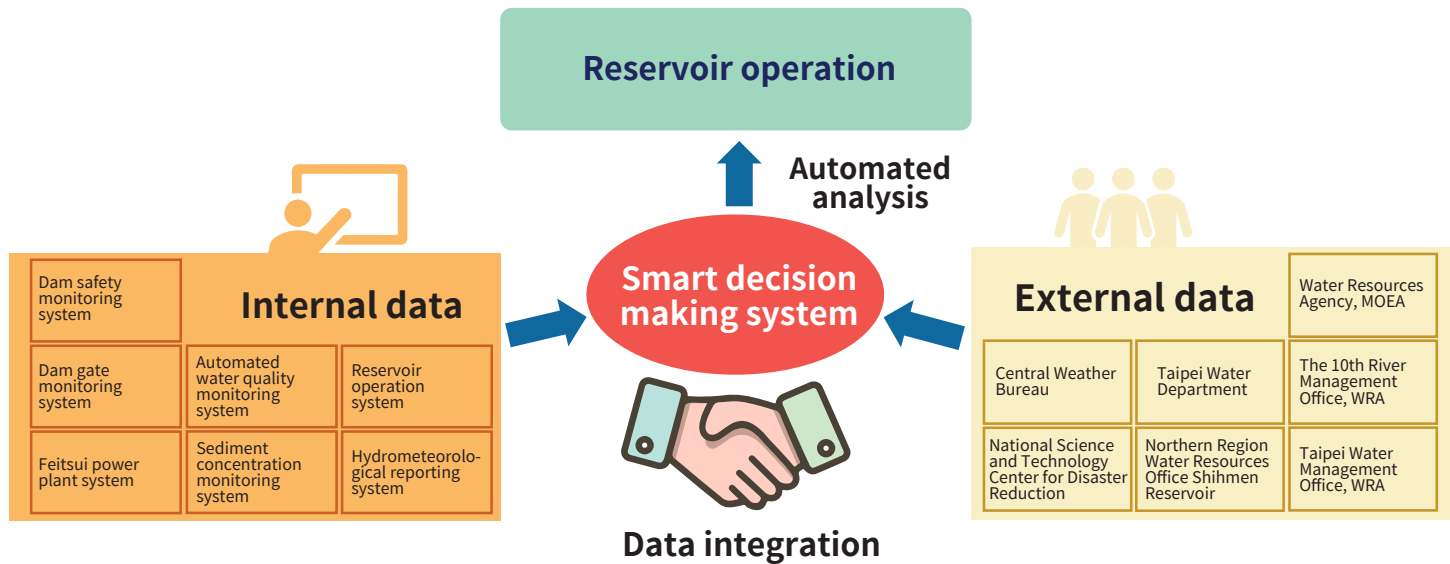 Reservoir operation
Automated
analysis
Smart decision
making system
Data integration
Internal data
Dam safety
monitoring
system
Dam gate
monitoring
system
Automated
water quality
monitoring
system
Reservoir
operation
system
Feitsui power
plant system
Sediment
concentration
monitoring
system
Hydrometeorolo-
gical reporting
system
External data
Water Resources
Agency, MOEA
Central Weather
Bureau
Taipei Water
Department
The 10th River
Management
Office, WRA
National Science
and Technology
Center for Disaster
Reduction
Northern Region
Water Resources
Office Shihmen
Reservoir
Taipei Water
Management
Office, WRA